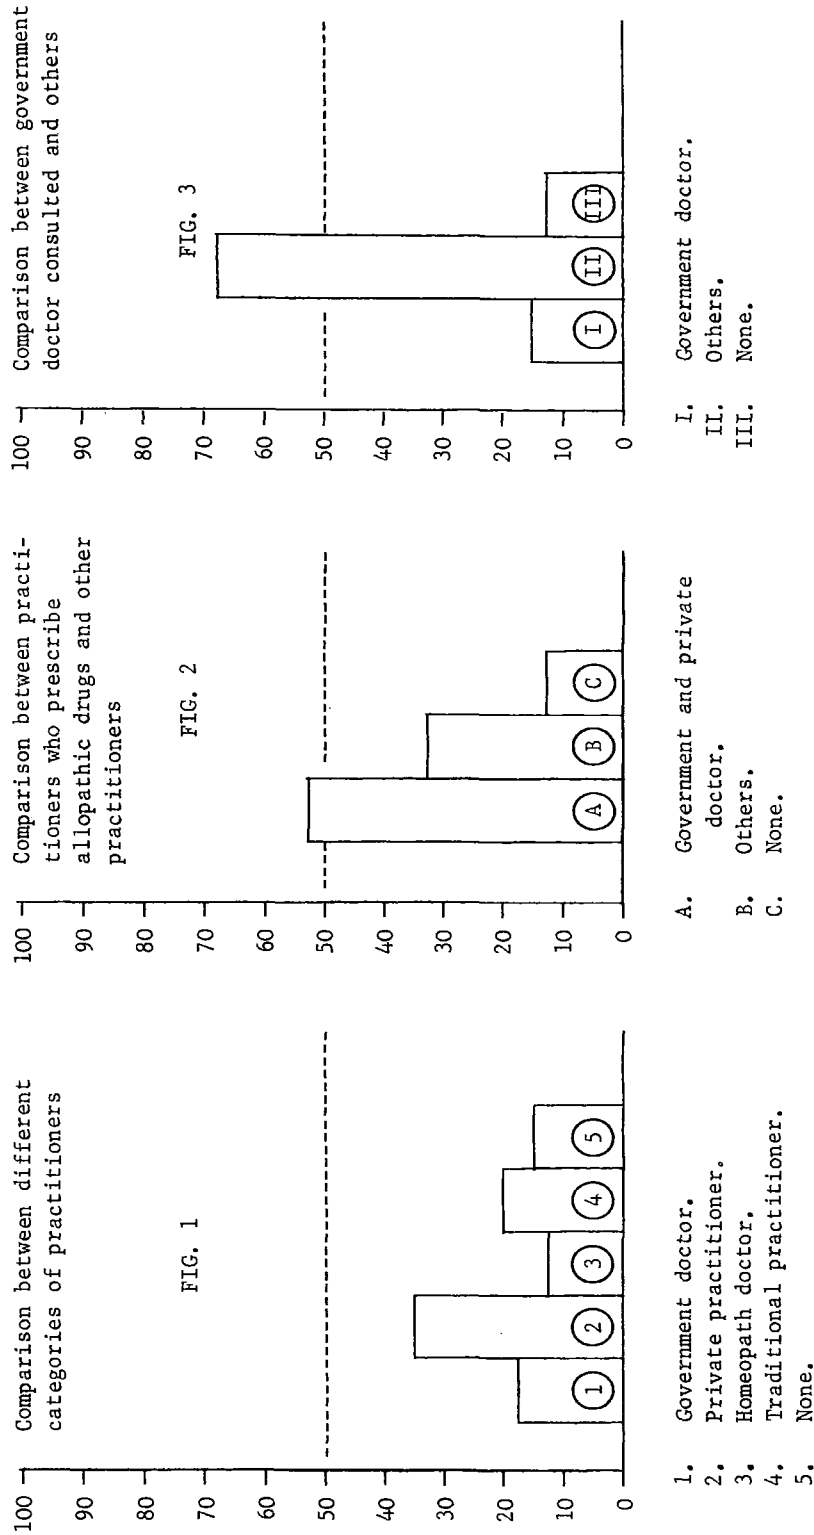 Comparison between different
categories of practitioners
FIG. 1
100
90
80
70
60
50
40
30
20
10
0
1
2
3
4
5
1. Government doctor.
2. Private practitioner.
3. Homeopath doctor.
4. Traditional practitioner.
5. None.
Comparison between practi-
tioners who prescribe
allopathic drugs and other
practitioners
FIG. 2
100
90
80
70
60
50
40
30
20
10
0
A
B
C
A. Government and private
doctor.
B. Others.
C. None.
Comparison between government
doctor consulted and others
FIG. 3
100
90
80
70
60
50
40
30
20
10
0
I
II
III
I. Government doctor.
II. Others.
III. None.